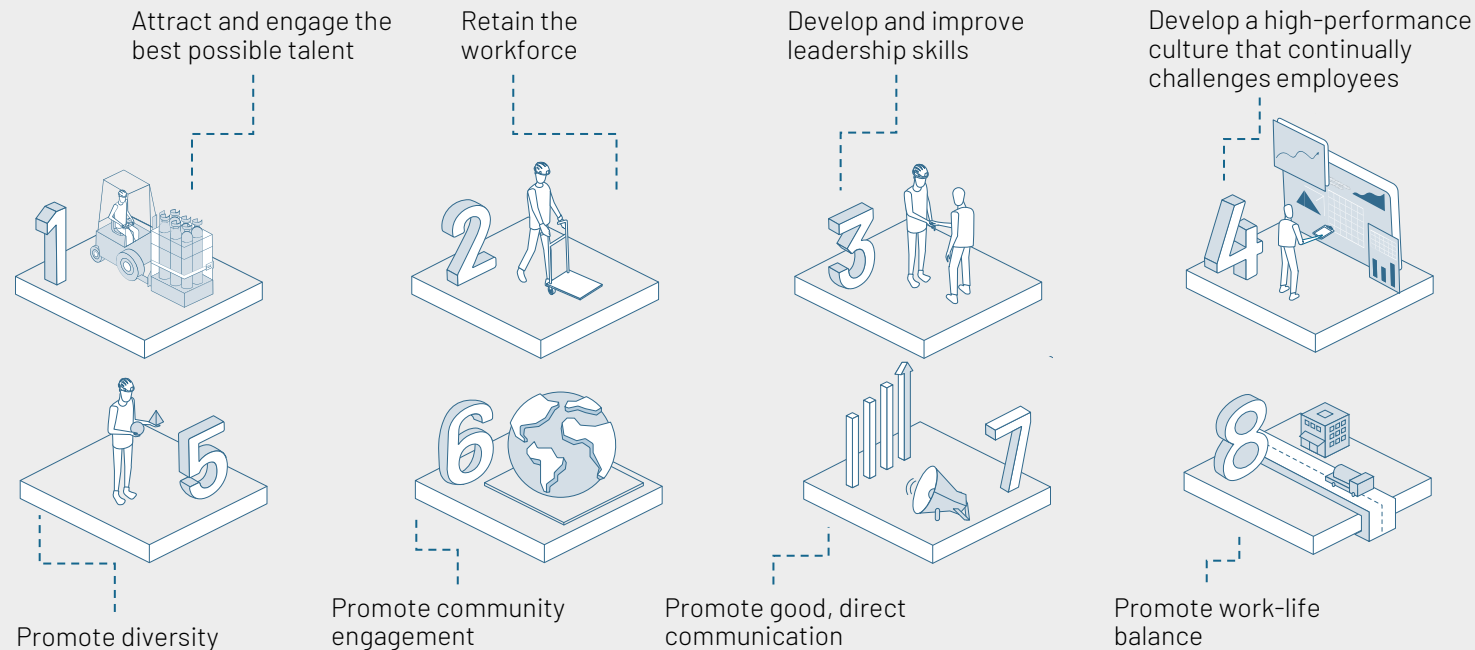 Attract and engage the
best possible talent
Retain the
workforce
Develop and improve
leadership skills
Develop a high-performance
culture that continually
challenges employees
1
2
3
4
5
6
7
8
Promote diversity
Promote community
engagement
Promote good, direct
communication
Promote work-life
balance